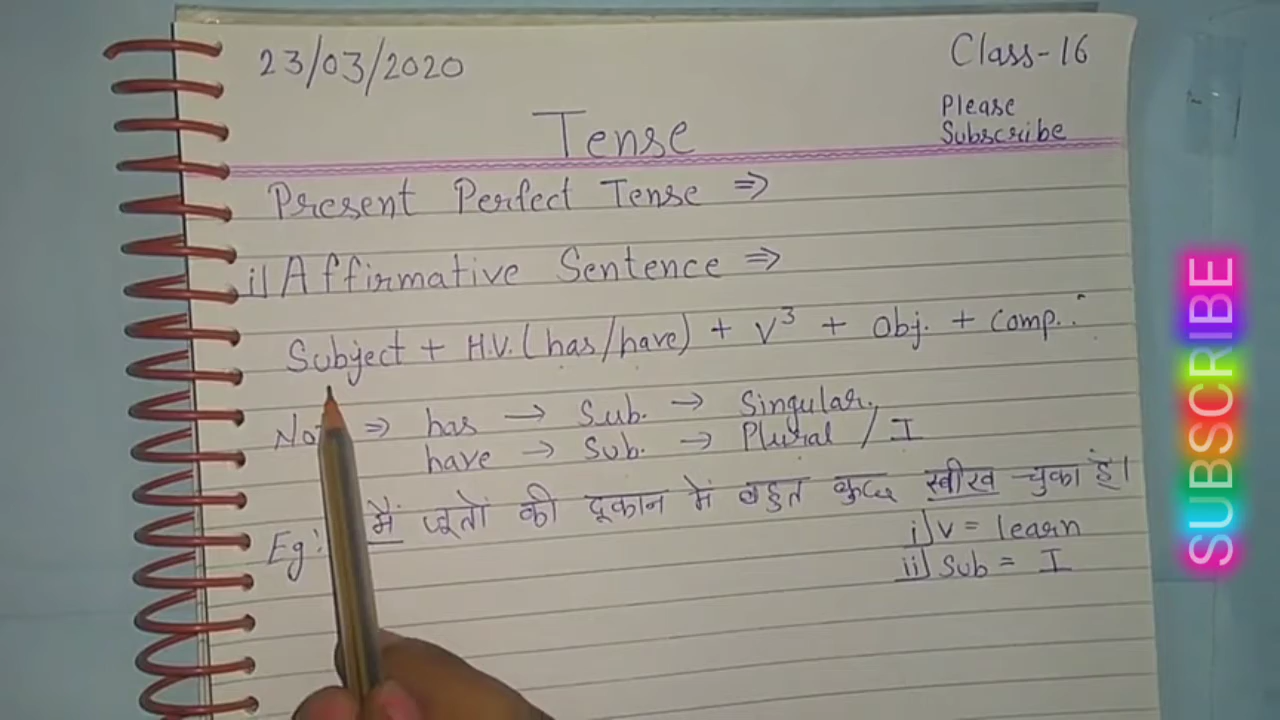 23/03/2020
Class-16
Please
Subscribe
Tense
Present Perfect Tense ⇒
i) Affirmative Sentence ⇒
Subject + H.V. (has/have) + V³ + Obj. + Comp.
⇒ has → Sub. → Singular.
have → Sub. → Plural / I
Eg: मैं जूतों की दूकान में बहुत कुछ सीख चुका हूं।
i) V = learn
ii) Sub = I
SUBSCRIBE